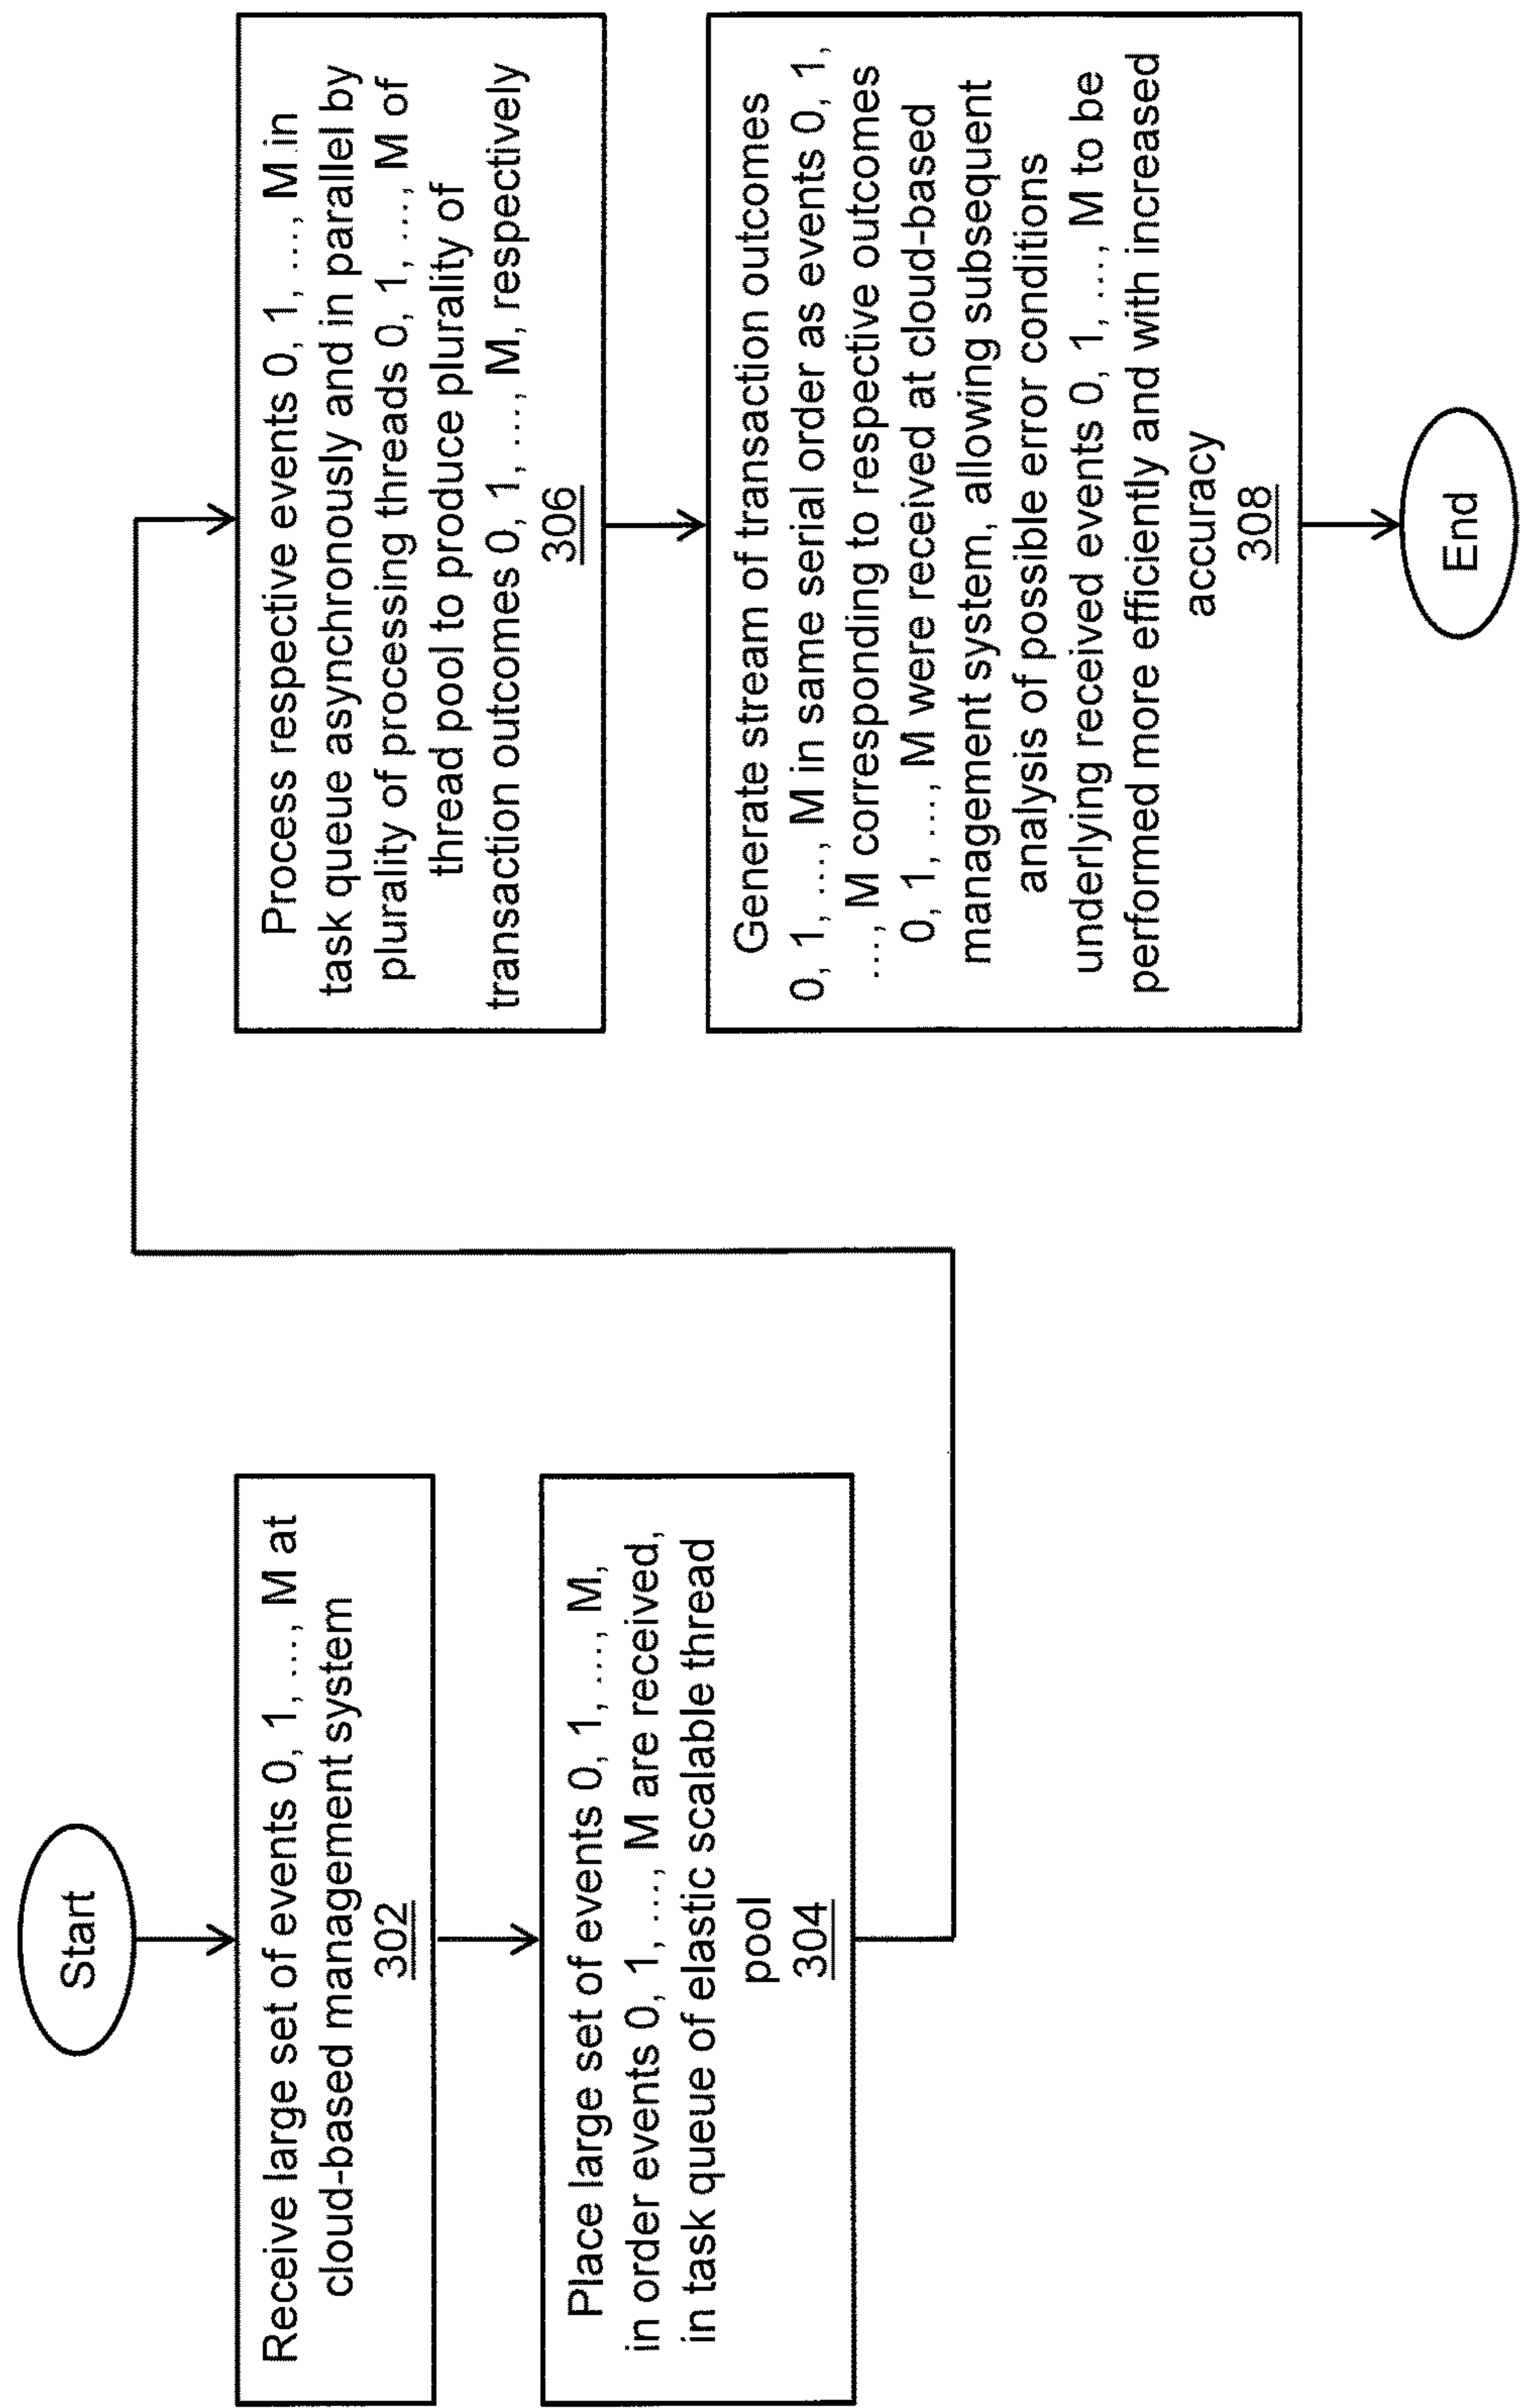 Start
Receive large set of events 0, 1, ..., M at
cloud-based management system
302
Place large set of events 0, 1, ..., M,
in order events 0, 1, ..., M are received,
in task queue of elastic scalable thread
pool
304
Process respective events 0, 1, ..., M in
task queue asynchronously and in parallel by
plurality of processing threads 0, 1, ..., M of
thread pool to produce plurality of
transaction outcomes 0, 1, ..., M, respectively
306
Generate stream of transaction outcomes
0, 1, ..., M in same serial order as events 0, 1,
..., M corresponding to respective outcomes
0, 1, ..., M were received at cloud-based
management system, allowing subsequent
analysis of possible error conditions
underlying received events 0, 1, ..., M to be
performed more efficiently and with increased
accuracy
308
End